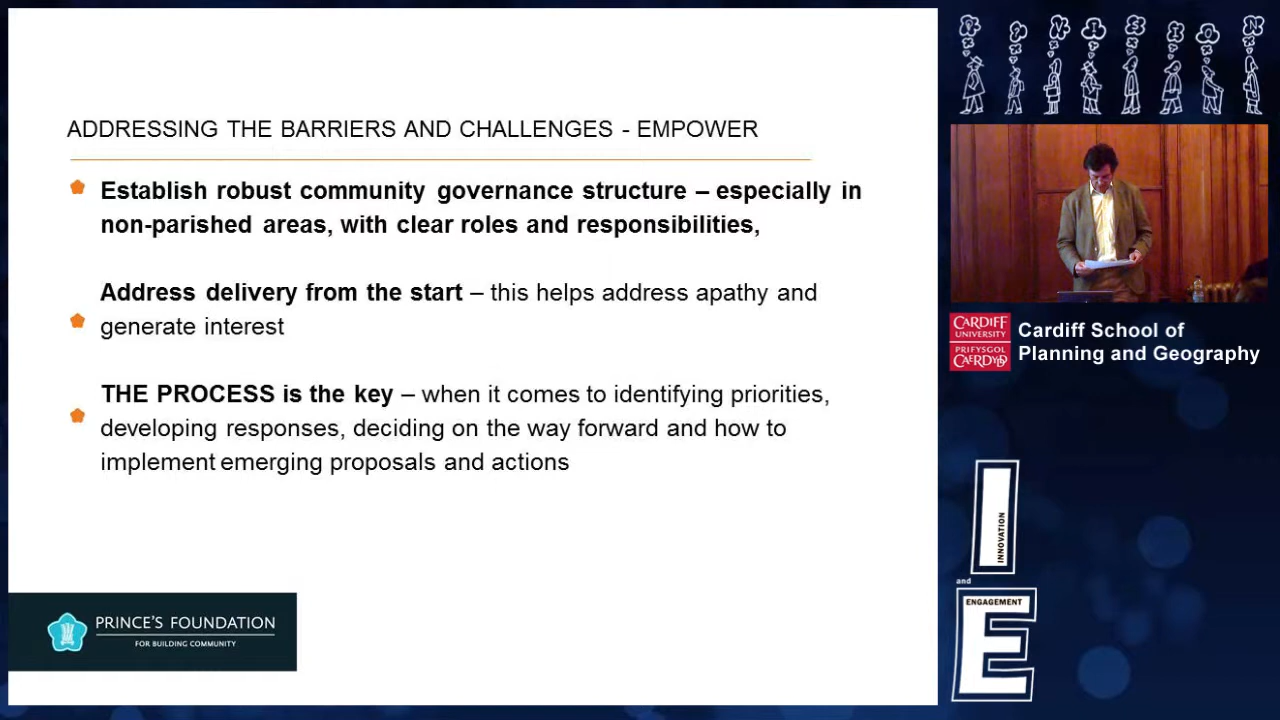 ADDRESSING THE BARRIERS AND CHALLENGES - EMPOWER
Establish robust community governance structure – especially in
non-parished areas, with clear roles and responsibilities,
Address delivery from the start – this helps address apathy and
generate interest
THE PROCESS is the key – when it comes to identifying priorities,
developing responses, deciding on the way forward and how to
implement emerging proposals and actions
PRINCE'S FOUNDATION
FOR BUILDING COMMUNITY
P?VISION
CARDIFF
UNIVERSITY
PRIFYSGOL
CAERDYDD
Cardiff School of
Planning and Geography
I
INNOVATION
and
ENGAGEMENT
E